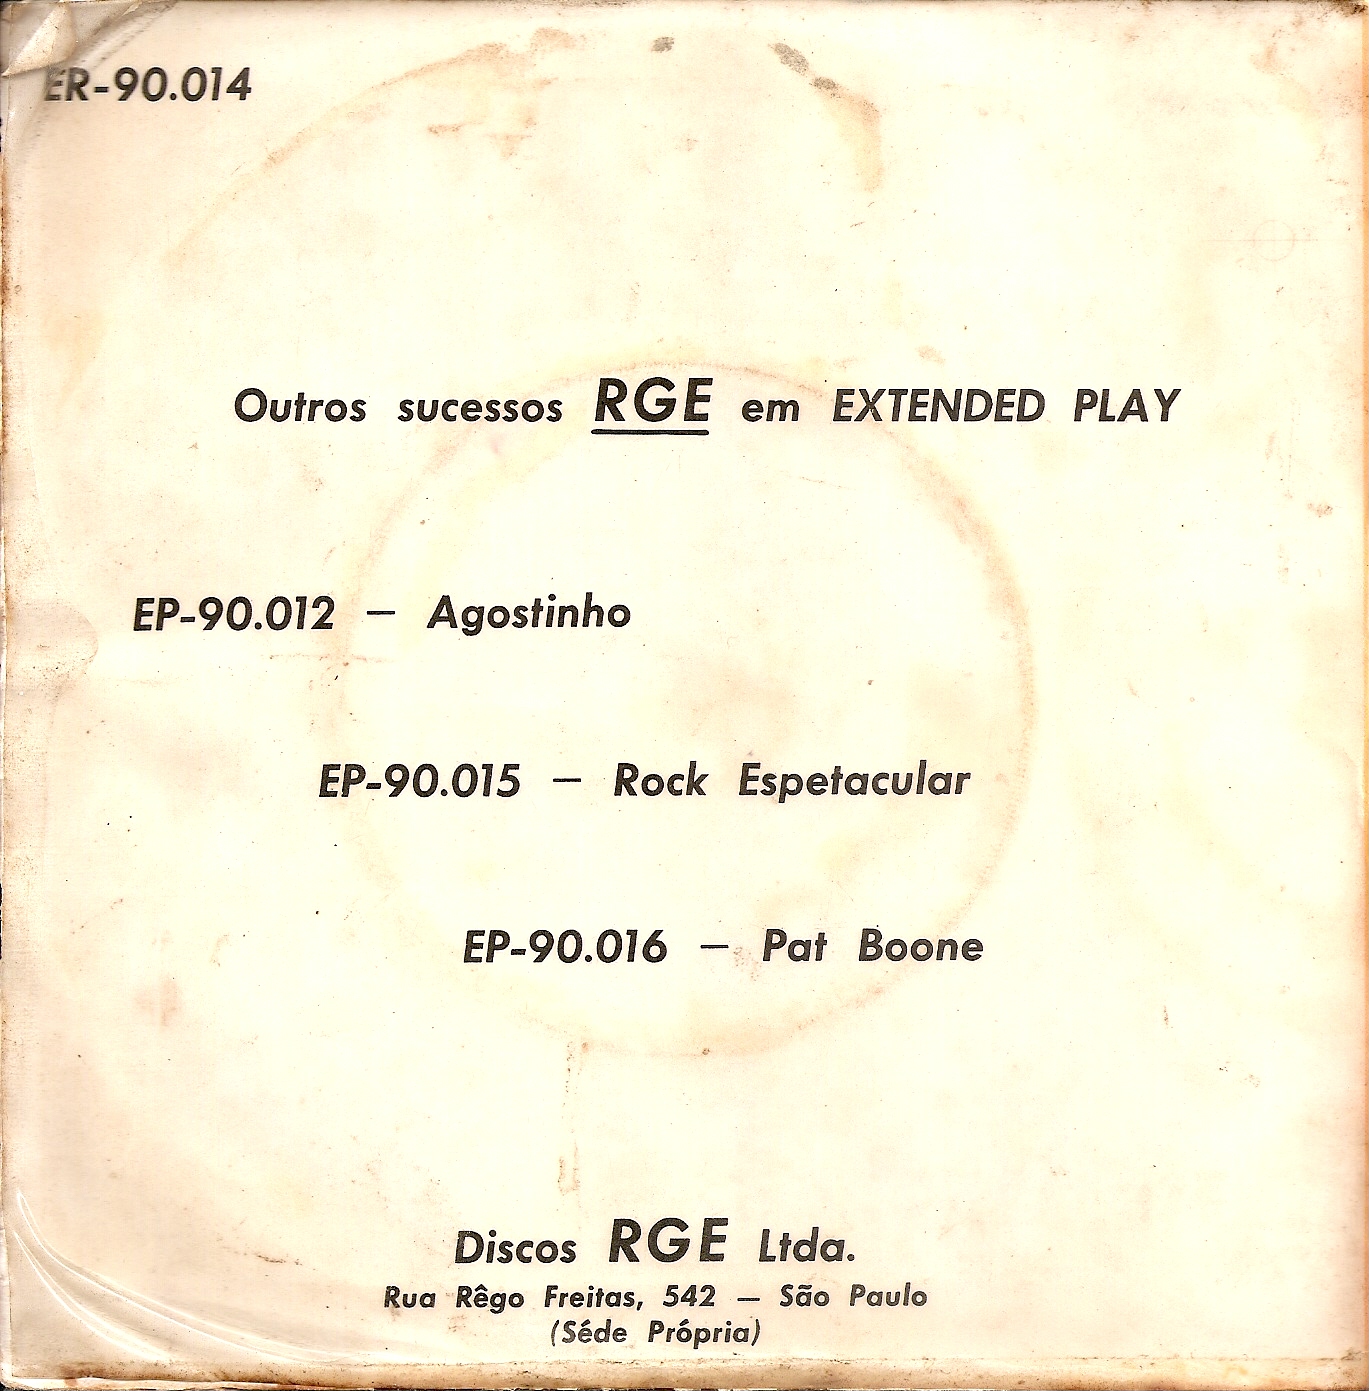 ER-90.014
Outros sucessos RGE em EXTENDED PLAY
EP-90.012 — Agostinho
EP-90.015 — Rock Espetacular
EP-90.016 — Pat Boone
Discos RGE Ltda.
Rua Rêgo Freitas, 542 — São Paulo
(Séde Própria)